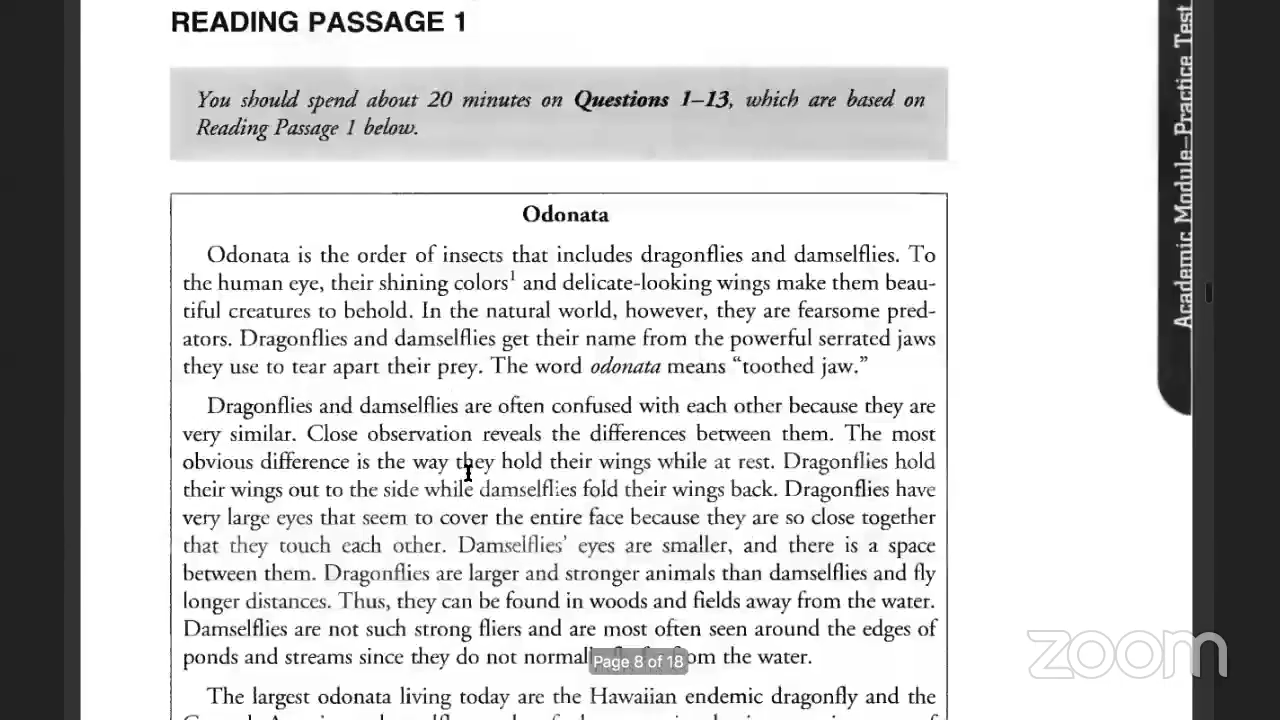 READING PASSAGE 1
You should spend about 20 minutes on Questions 1–13, which are based on
Reading Passage 1 below.
Odonata
Odonata is the order of insects that includes dragonflies and damselflies. To
the human eye, their shining colors¹ and delicate-looking wings make them beau-
tiful creatures to behold. In the natural world, however, they are fearsome pred-
ators. Dragonflies and damselflies get their name from the powerful serrated jaws
they use to tear apart their prey. The word odonata means “toothed jaw.”
Dragonflies and damselflies are often confused with each other because they are
very similar. Close observation reveals the differences between them. The most
obvious difference is the way they hold their wings while at rest. Dragonflies hold
their wings out to the side while damselflies fold their wings back. Dragonflies have
very large eyes that seem to cover the entire face because they are so close together
that they touch each other. Damselflies’ eyes are smaller, and there is a space
between them. Dragonflies are larger and stronger animals than damselflies and fly
longer distances. Thus, they can be found in woods and fields away from the water.
Damselflies are not such strong fliers and are most often seen around the edges of
ponds and streams since they do not the water.
Page 8 of 18
The largest odonata living today are the Hawaiian endemic dragonfly and the
Academic Module–Practice Test
zoom